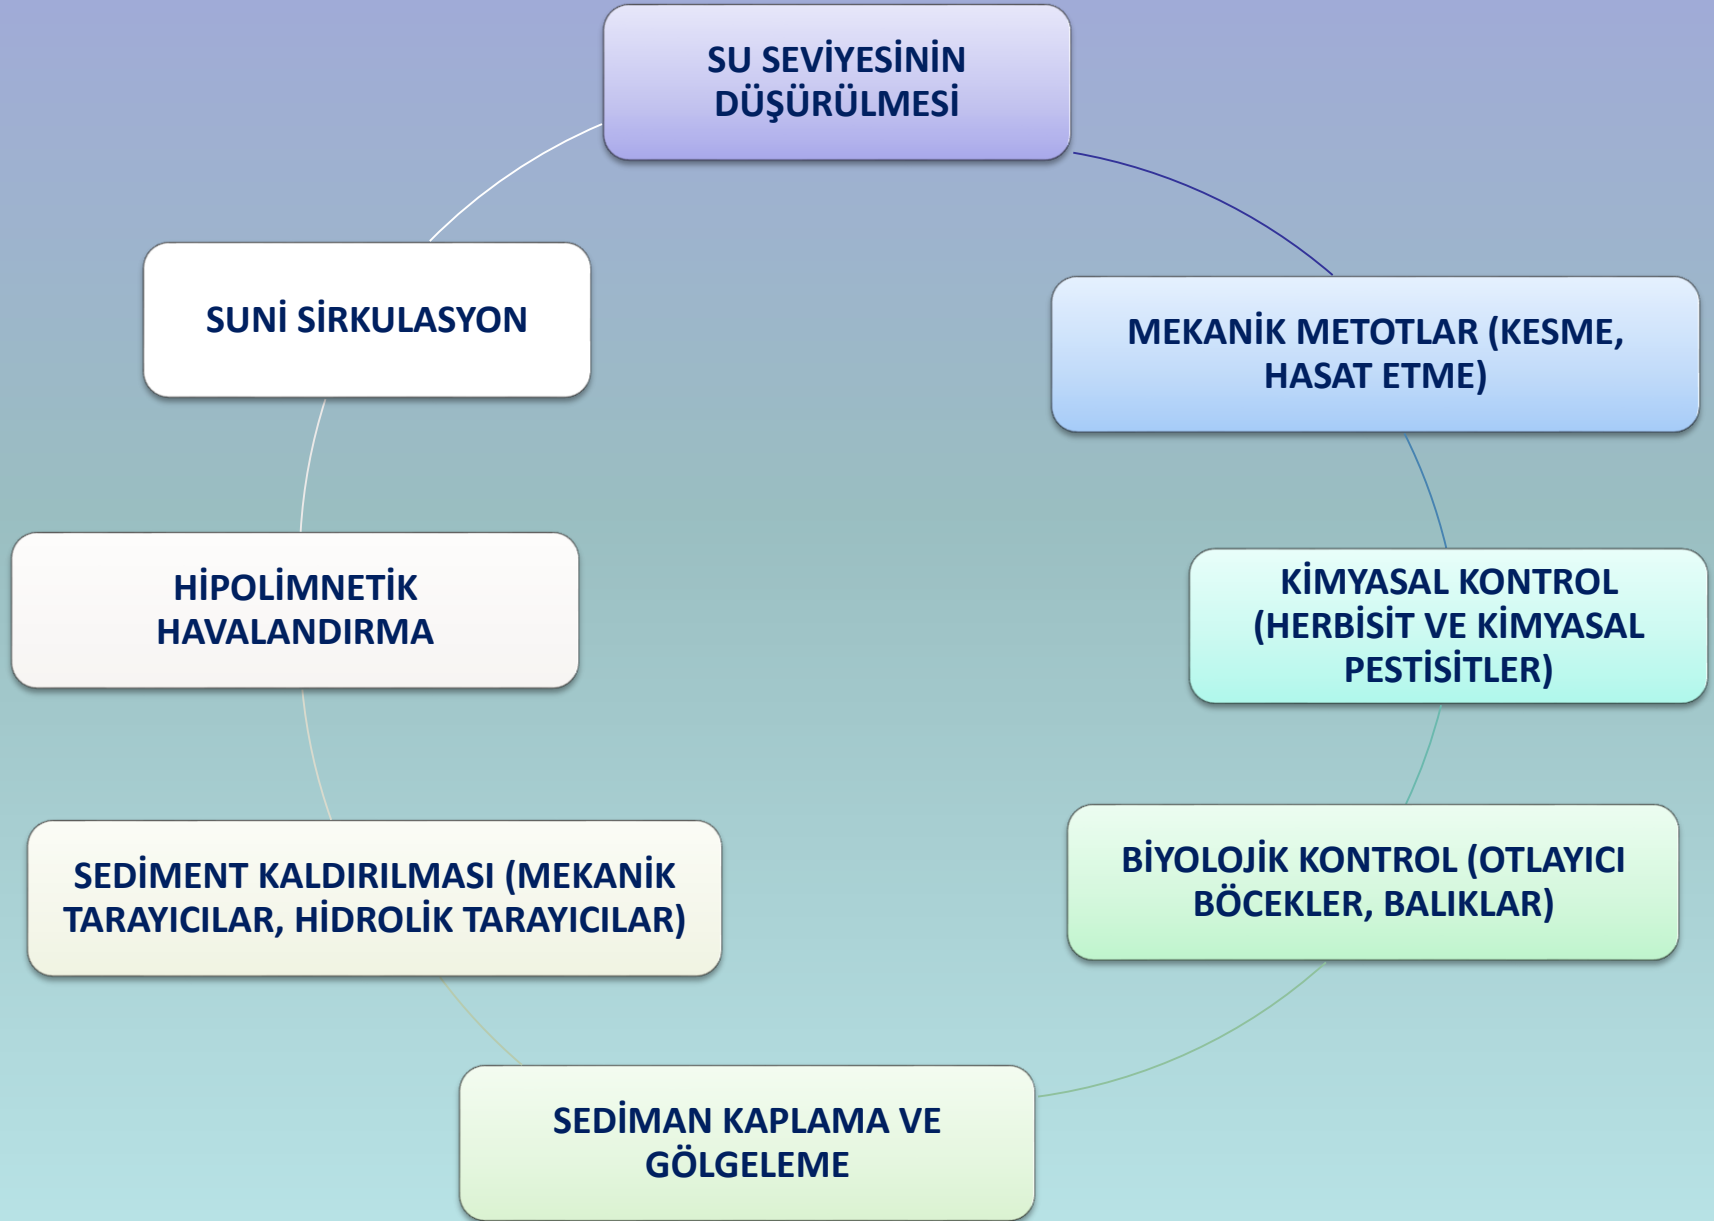 SU SEVİYESİNİN
DÜŞÜRÜLMESİ
MEKANİK METOTLAR (KESME,
HASAT ETME)
KİMYASAL KONTROL
(HERBİSİT VE KİMYASAL
PESTİSİTLER)
BİYOLOJİK KONTROL (OTLAYICI
BÖCEKLER, BALIKLAR)
SEDİMAN KAPLAMA VE
GÖLGELEME
SEDİMENT KALDIRILMASI (MEKANİK
TARAYICILAR, HİDROLİK TARAYICILAR)
HİPOLİMNETİK
HAVALANDIRMA
SUNİ SİRKULASYON